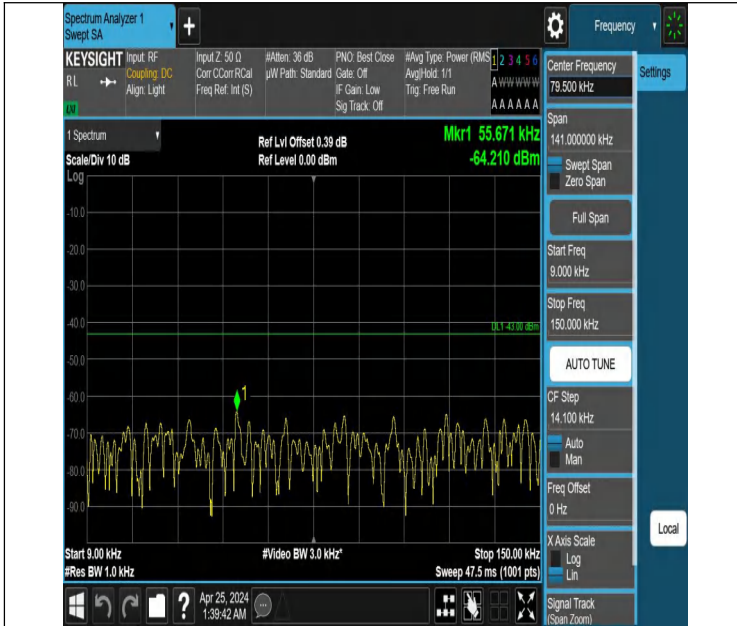 Spectrum Analyzer 1
Swept SA
+
Frequency
KEYSIGHT
RL
Input: RF
Coupling: DC
Align: Light
Input Z: 50 Ω
Corr CCorr RCal
Freq Ref: Int (S)
#Atten: 36 dB
µW Path: Standard
PNO: Best Close
Gate: Off
IF Gain: Low
Sig Track: Off
#Avg Type: Power (RMS
Avg|Hold: 1/1
Trig: Free Run
1 2 3 4 5 6
A W W W W W
A A A A A A
1 Spectrum
Scale/Div 10 dB
Log
Ref Lvl Offset 0.39 dB
Ref Level 0.00 dBm
Mkr1 55.671 kHz
-64.210 dBm
-10.0
-20.0
-30.0
-40.0
-50.0
-60.0
-70.0
-80.0
-90.0
DL1 -43.00 dBm
1
Start 9.00 kHz
#Res BW 1.0 kHz
#Video BW 3.0 kHz*
Stop 150.00 kHz
Sweep 47.5 ms (1001 pts)
Center Frequency
79.500 kHz
Settings
Span
141.000000 kHz
Swept Span
Zero Span
Full Span
Start Freq
9.000 kHz
Stop Freq
150.000 kHz
AUTO TUNE
CF Step
14.100 kHz
Auto
Man
Freq Offset
0 Hz
X Axis Scale
Log
Lin
Local
Signal Track
(Span Zoom)
?
Apr 25, 2024
1:39:42 AM